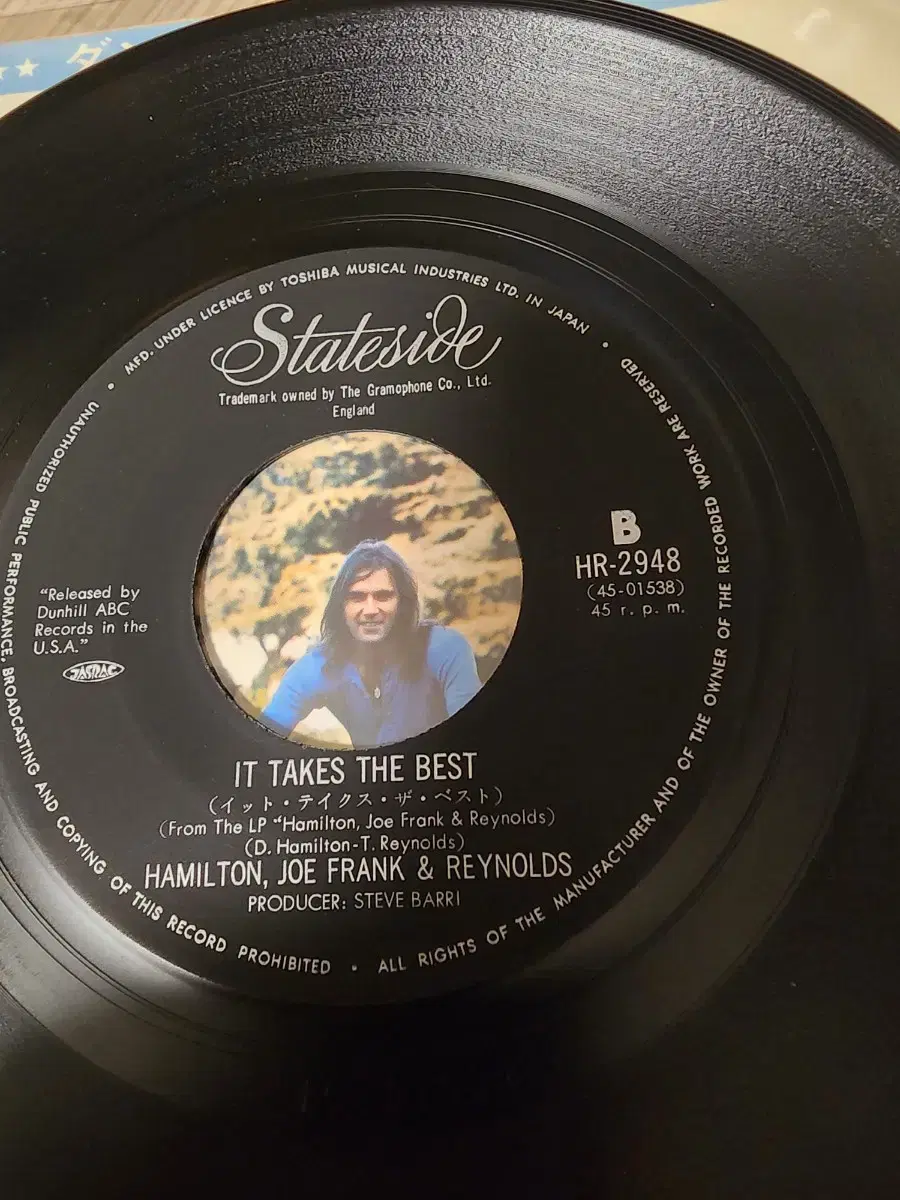 MFD. UNDER LICENCE BY TOSHIBA MUSICAL INDUSTRIES LTD. IN JAPAN •
Stateside
Trademark owned by The Gramophone Co., Ltd.
England
B
HR-2948
(45-01538)
45 r. p. m.
"Released by
Dunhill ABC
Records in the
U.S.A."
JASRAC
IT TAKES THE BEST
(イット・テイクス・ザ・ベスト)
(From The LP "Hamilton, Joe Frank & Reynolds)
(D. Hamilton-T. Reynolds)
HAMILTON, JOE FRANK & REYNOLDS
PRODUCER: STEVE BARRI
ALL RIGHTS OF THE MANUFACTURER AND OF THE OWNER OF THE RECORDED WORK ARE RESERVED
UNAUTHORIZED PUBLIC PERFORMANCE, BROADCASTING AND COPYING OF THIS RECORD PROHIBITED •